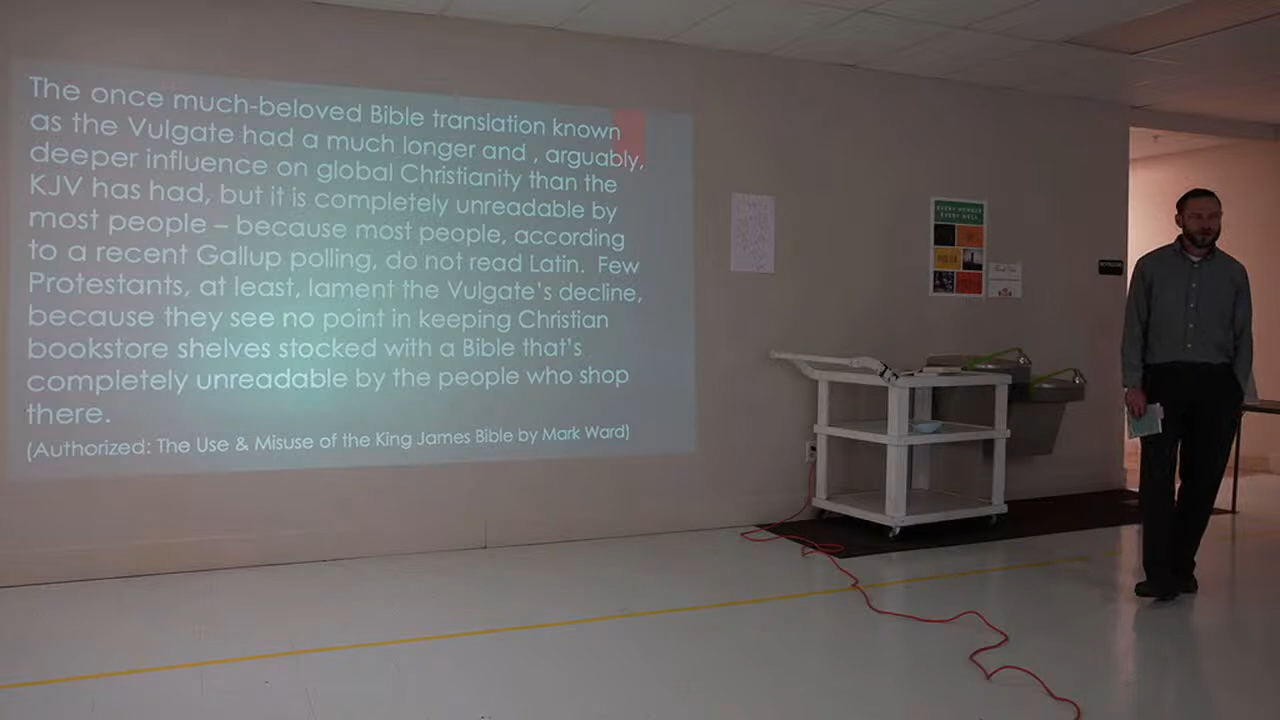 The once much-beloved Bible translation known
as the Vulgate had a much longer and , arguably,
deeper influence on global Christianity than the
KJV has had, but it is completely unreadable by
most people – because most people, according
to a recent Gallup polling, do not read Latin. Few
Protestants, at least, lament the Vulgate's decline,
because they see no point in keeping Christian
bookstore shelves stocked with a Bible that's
completely unreadable by the people who shop
there.
(Authorized: The Use & Misuse of the King James Bible by Mark Ward)
EVERY MEMBER